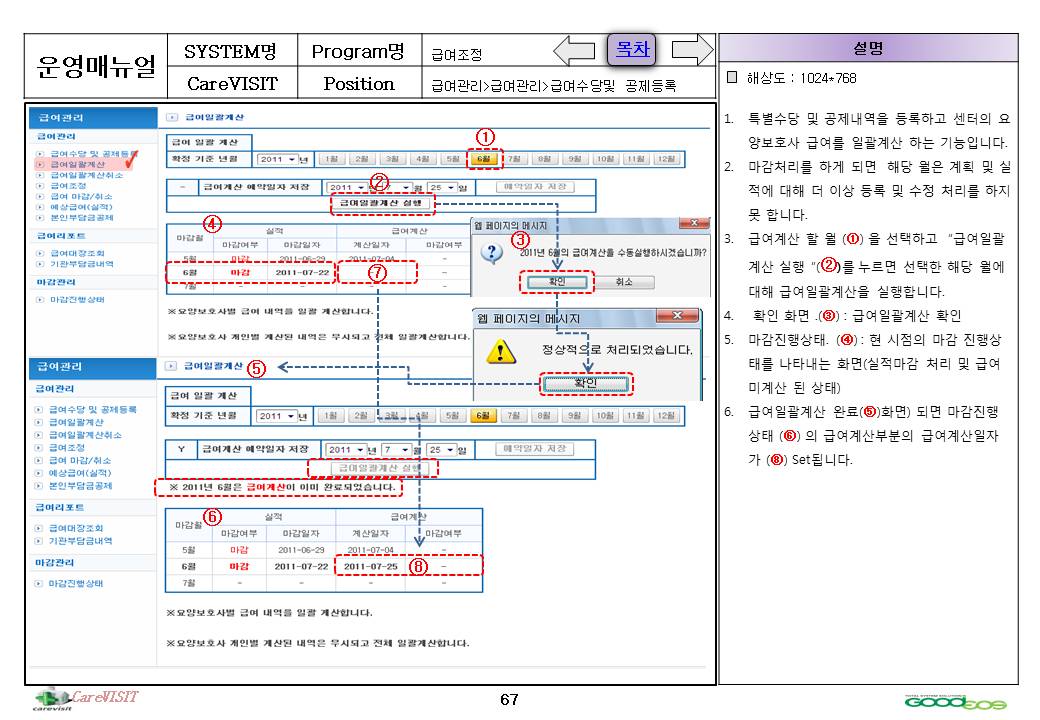 운영매뉴얼
SYSTEM명 Program명 급여조정 목차
CareVISIT Position 급여관리>급여관리>급여수당및 공제등록
설명
해상도 : 1024*768
1. 특별수당 및 공제내역을 등록하고 센터의 요
양보호사 급여를 일괄계산 하는 기능입니다.
2. 마감처리를 하게 되면 해당 월은 계획 및 실
적에 대해 더 이상 등록 및 수정 처리를 하지
못 합니다.
3. 급여계산 할 월 (①) 을 선택하고 “급여일괄
계산 실행 “(②)를 누르면 선택한 해당 월에
대해 급여일괄계산을 실행합니다.
4. 확인 화면 .(③) : 급여일괄계산 확인
5. 마감진행상태. (④) : 현 시점의 마감 진행상
태를 나타내는 화면(실적마감 처리 및 급여
미계산 된 상태)
6. 급여일괄계산 완료(⑤)화면) 되면 마감진행
상태 (⑥) 의 급여계산부분의 급여계산일자
가 (⑧) Set됩니다.
급여관리
급여관리
급여수당 및 공제등록
급여일괄계산
급여일괄계산취소
급여조정
급여 마감/취소
예상급여(실적)
본인부담금공제
급여리포트
급여대장조회
기관부담금내역
마감관리
마감진행상태
급여일괄계산
①
급여 일괄 계산
확정 기준 년월 2011 년 1월 2월 3월 4월 5월 6월 7월 8월 9월 10월 11월 12월
②
- 급여계산 예약일자 저장 2011 7 월 25 일 예약일자 저장
급여일괄계산 실행
④
마감월 실적 급여계산
마감여부 마감일자 계산일자 마감여부
5월 마감 2011-06-29 2011-07-04 -
6월 마감 2011-07-22 ⑦ -
7월 - - - -
※요양보호사별 급여 내역을 일괄 계산합니다.
※요양보호사 개인별 계산된 내역은 무시되고 전체 일괄계산합니다.
웹 페이지의 메시지
③
2011년 6월의 급여계산을 수동실행하시겠습니까?
확인 취소
웹 페이지의 메시지
정상적으로 처리되었습니다.
확인
급여관리
급여관리
급여수당 및 공제등록
급여일괄계산
급여일괄계산취소
급여조정
급여 마감/취소
예상급여(실적)
본인부담금공제
급여리포트
급여대장조회
기관부담금내역
마감관리
마감진행상태
급여일괄계산 ⑤
급여 일괄 계산
확정 기준 년월 2011 년 1월 2월 3월 4월 5월 6월 7월 8월 9월 10월 11월 12월
Y 급여계산 예약일자 저장 2011 년 7 월 25 일 예약일자 저장
급여일괄계산 실행
※ 2011년 6월은 급여계산이 이미 완료되었습니다.
⑥
마감월 실적 급여계산
마감여부 마감일자 계산일자 마감여부
5월 마감 2011-06-29 2011-07-04 -
6월 마감 2011-07-22 2011-07-25 ⑧ -
7월 - - - -
※요양보호사별 급여 내역을 일괄 계산합니다.
※요양보호사 개인별 계산된 내역은 무시되고 전체 일괄계산합니다.
carevisit CareVISIT
67
TOTAL SYSTEM SOLUTION
GOODEOS